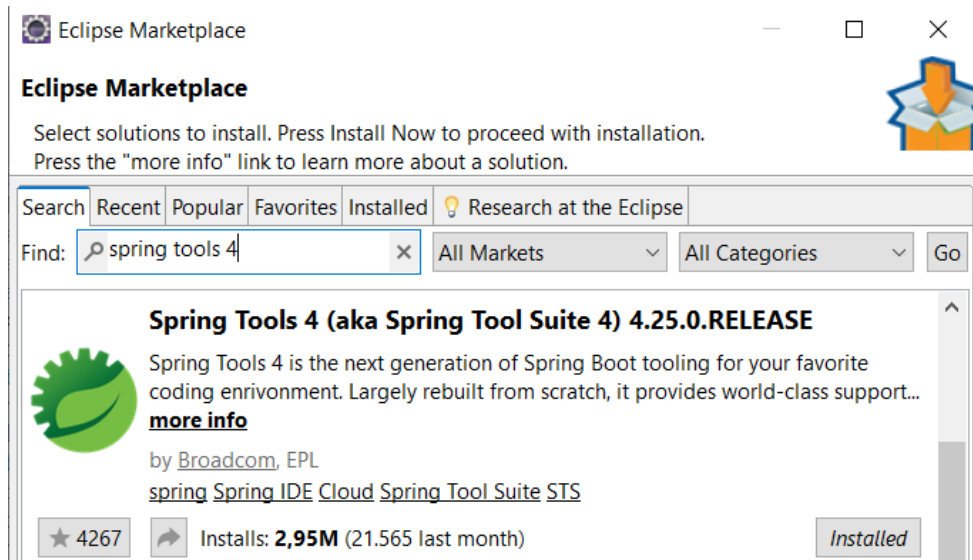 Eclipse Marketplace
Eclipse Marketplace
Select solutions to install. Press Install Now to proceed with installation.
Press the "more info" link to learn more about a solution.
Search Recent Popular Favorites Installed Research at the Eclipse
Find: spring tools 4 All Markets All Categories Go
Spring Tools 4 (aka Spring Tool Suite 4) 4.25.0.RELEASE
Spring Tools 4 is the next generation of Spring Boot tooling for your favorite
coding enrivonment. Largely rebuilt from scratch, it provides world-class support...
more info
by Broadcom, EPL
spring Spring IDE Cloud Spring Tool Suite STS
4267 Installs: 2,95M (21.565 last month) Installed